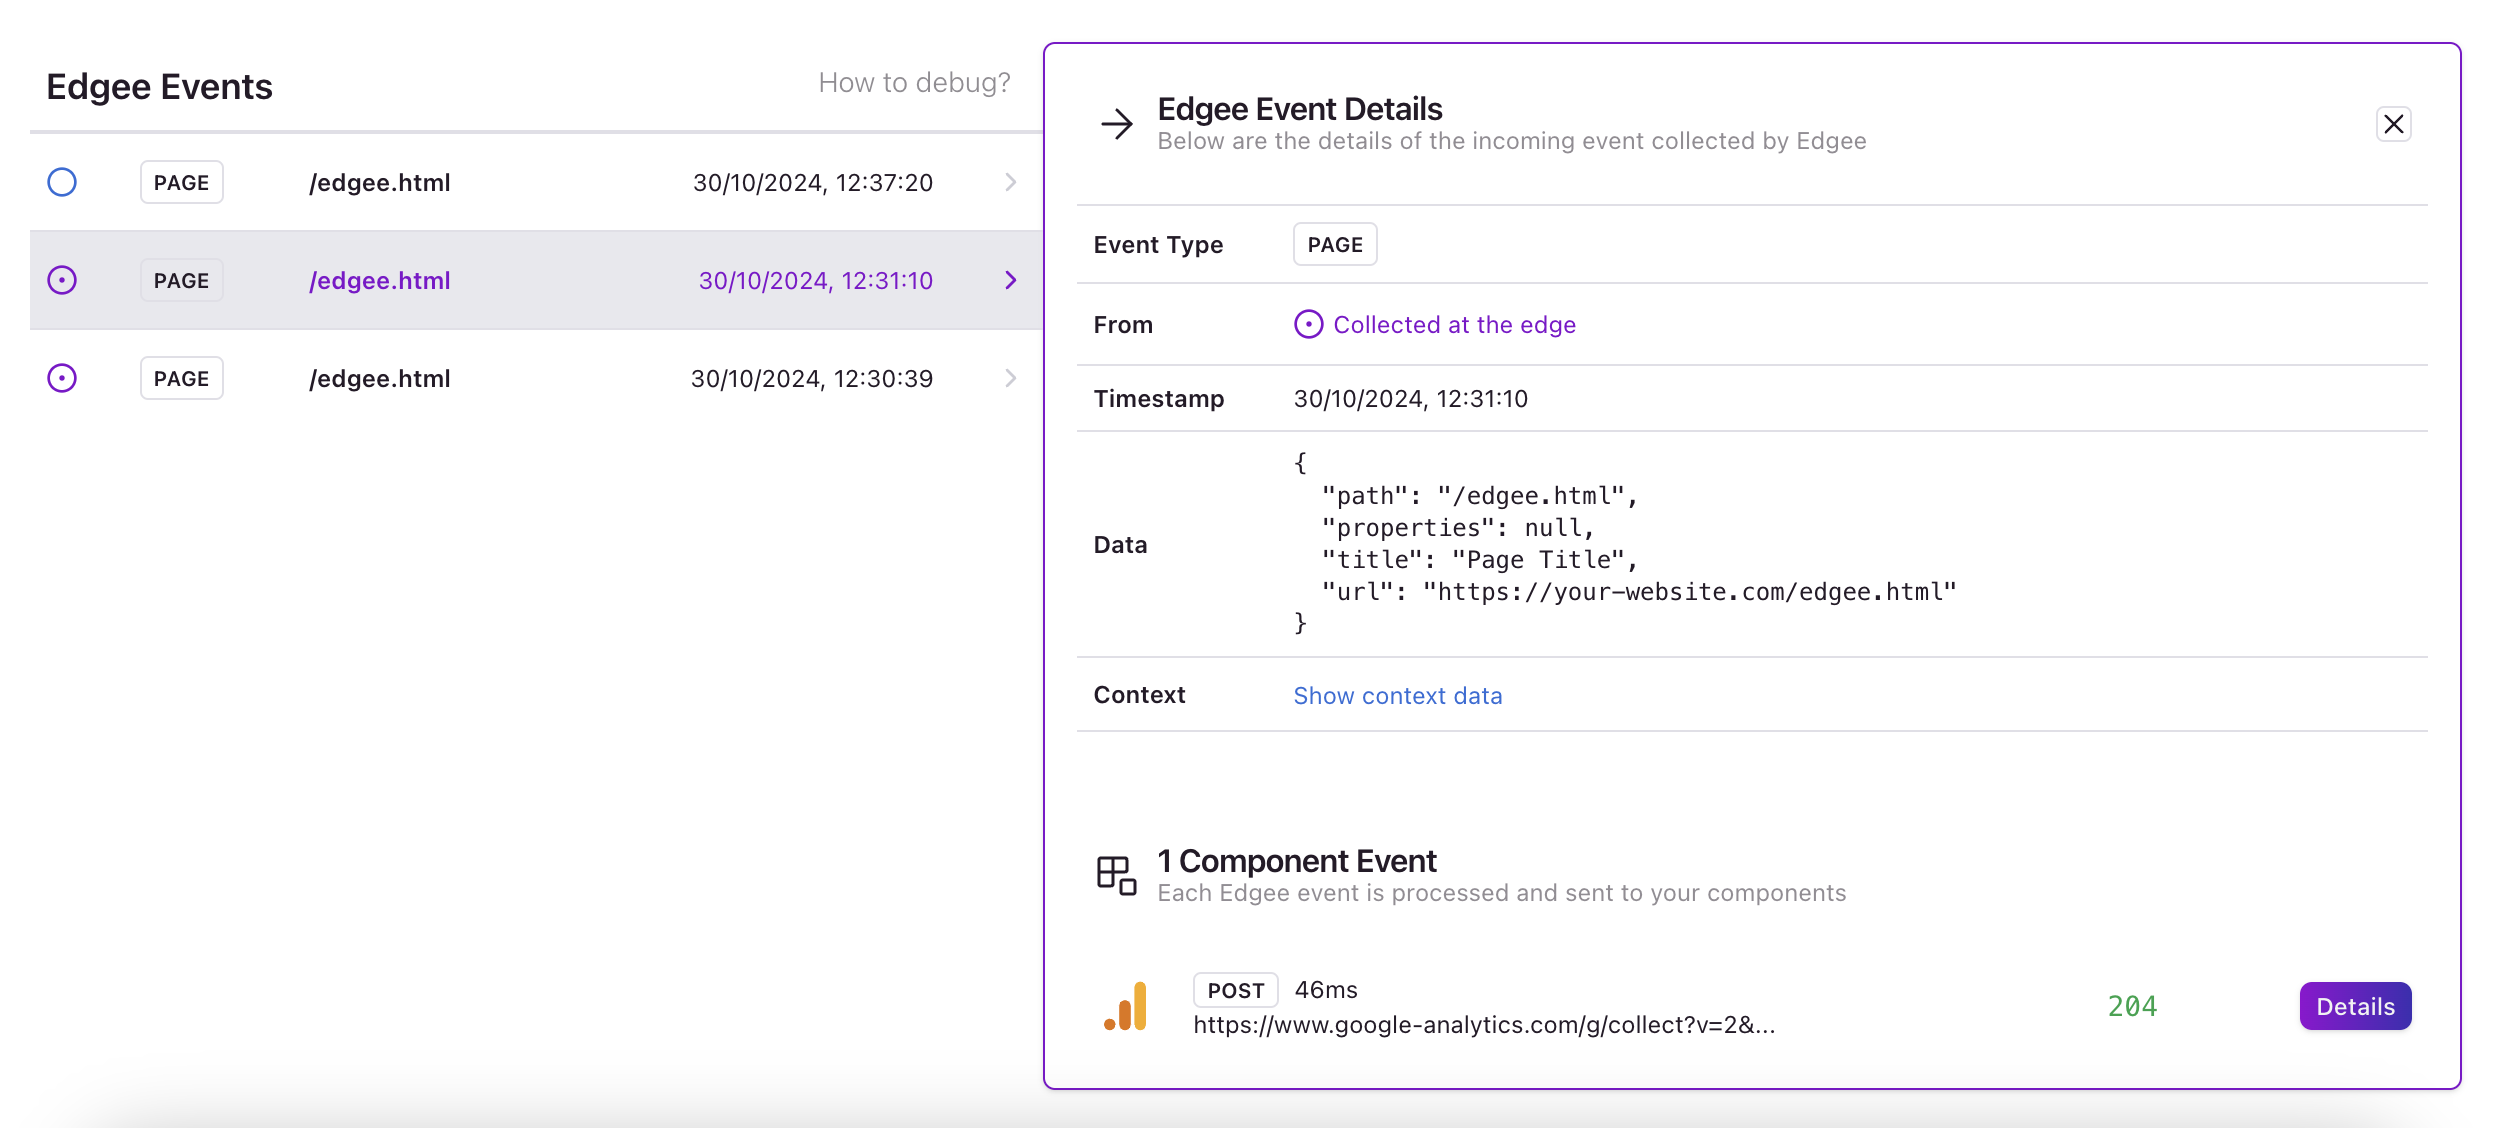 Edgee Events
How to debug?
PAGE /edgee.html 30/10/2024, 12:37:20
PAGE /edgee.html 30/10/2024, 12:31:10
PAGE /edgee.html 30/10/2024, 12:30:39
Edgee Event Details
Below are the details of the incoming event collected by Edgee
Event Type PAGE
From Collected at the edge
Timestamp 30/10/2024, 12:31:10
Data
{
"path": "/edgee.html",
"properties": null,
"title": "Page Title",
"url": "https://your-website.com/edgee.html"
}
Context Show context data
1 Component Event
Each Edgee event is processed and sent to your components
POST 46ms
https://www.google-analytics.com/g/collect?v=2&...
204
Details